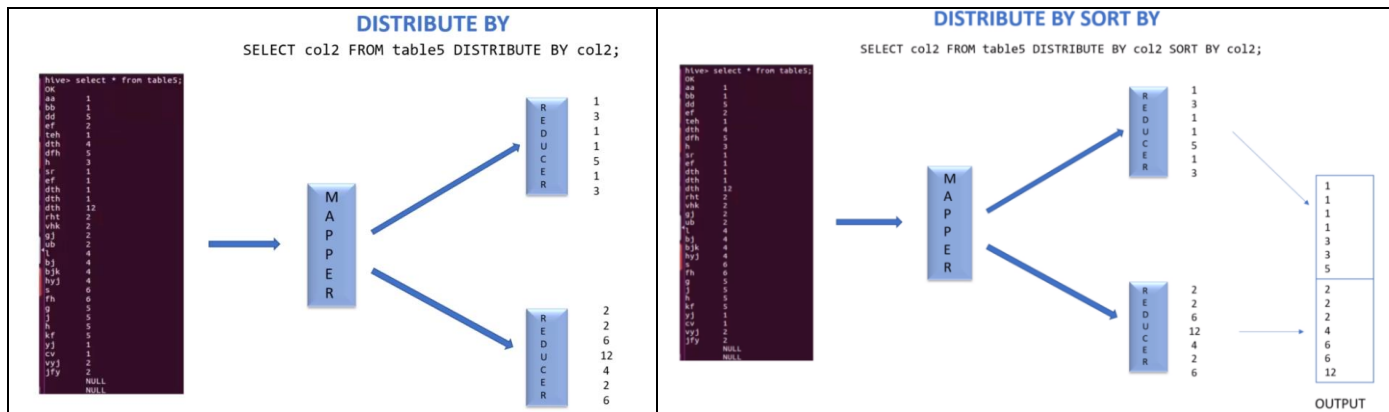 DISTRIBUTE BY
SELECT col2 FROM table5 DISTRIBUTE BY col2;
hive> select * from table5;
OK
aa 1
bb 1
dd 5
ef 2
teh 1
dth 4
dfh 5
h 3
sr 1
ef 1
dth 1
dth 1
dth 12
rht 2
vhk 2
gj 2
ub 2
l 4
bj 4
bjk 4
hyj 4
s 6
fh 6
g 5
j 5
h 5
kf 5
yj 1
cv 1
vyj 2
jfy 2
NULL
NULL
MAPPER
REDUCER
1
3
1
1
5
1
3
REDUCER
2
2
6
12
4
2
6
DISTRIBUTE BY SORT BY
SELECT col2 FROM table5 DISTRIBUTE BY col2 SORT BY col2;
hive> select * from table5;
OK
aa 1
bb 1
dd 5
ef 2
teh 1
dth 4
dfh 5
h 3
sr 1
ef 1
dth 1
dth 1
dth 12
rht 2
vhk 2
gj 2
ub 2
l 4
bj 4
bjk 4
hyj 4
s 6
fh 6
g 5
j 5
h 5
kf 5
yj 1
cv 1
vyj 2
jfy 2
NULL
NULL
MAPPER
REDUCER
1
3
1
1
5
1
3
REDUCER
2
2
6
12
4
2
6
1
1
1
1
3
3
5
2
2
2
4
6
6
12
OUTPUT